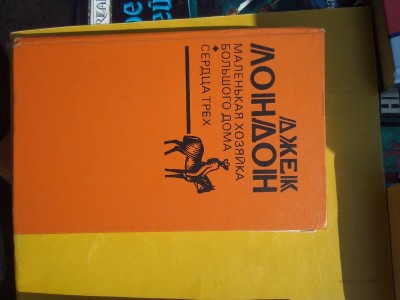 ДЖЕК
ЛОНДОН
МАЛЕНЬКАЯ ХОЗЯЙКА
БОЛЬШОГО ДОМА
СЕРДЦА ТРЕХ